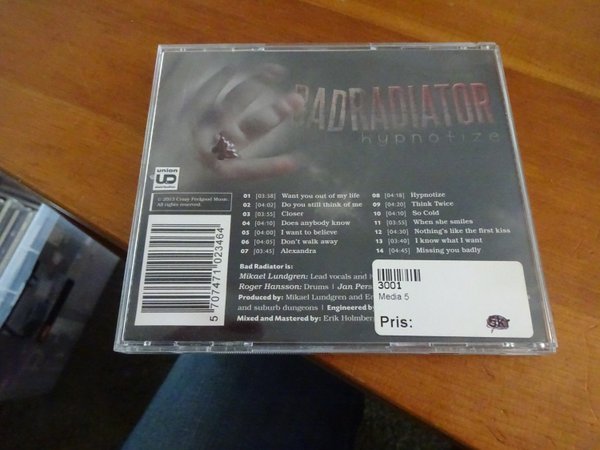 BADRADIATOR
hypnotize
union
UD
© 2013 Crazy Feelgood Music.
All rights reserved.
01 [03:38] Want you out of my life
02 [04:02] Do you still think of me
03 [03:55] Closer
04 [04:10] Does anybody know
05 [04:00] I want to believe
06 [04:05] Don't walk away
07 [03:45] Alexandra
08 [04:18] Hypnotize
09 [04:20] Think Twice
10 [04:10] So Cold
11 [03:55] When she smiles
12 [04:30] Nothing's like the first kiss
13 [03:40] I know what I want
14 [04:45] Missing you badly
Bad Radiator is:
Mikael Lundgren: Lead vocals and
Roger Hansson: Drums | Jan Pers
Produced by: Mikael Lundgren and
and suburb dungeons | Engineered
Mixed and Mastered by: Erik Holmber
5 707471 023464
3001
Media 5
Pris: